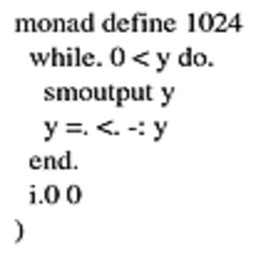 monad define 1024
while. 0 < y do.
smoutput y
y =. <. -: y
end.
i.0 0
)